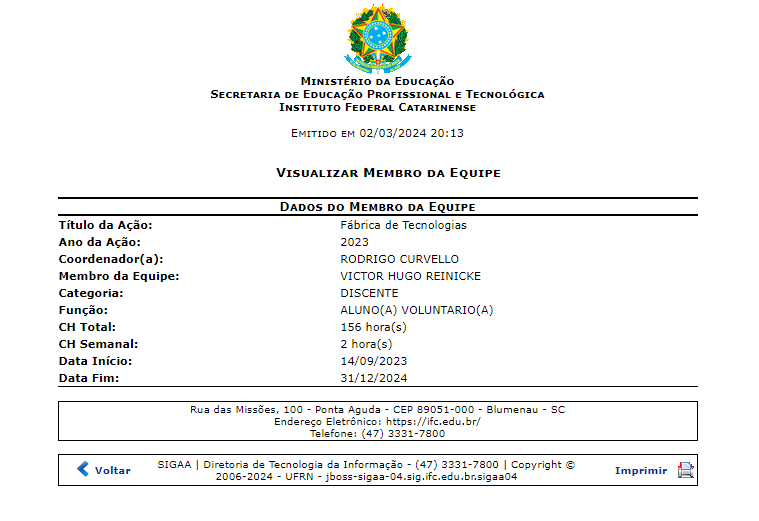 Ministério da Educação
Secretaria de Educação Profissional e Tecnológica
Instituto Federal Catarinense
Emitido em 02/03/2024 20:13
Visualizar Membro da Equipe
Dados do Membro da Equipe
Título da Ação: Fábrica de Tecnologias
Ano da Ação: 2023
Coordenador(a): RODRIGO CURVELLO
Membro da Equipe: VICTOR HUGO REINICKE
Categoria: DISCENTE
Função: ALUNO(A) VOLUNTARIO(A)
CH Total: 156 hora(s)
CH Semanal: 2 hora(s)
Data Início: 14/09/2023
Data Fim: 31/12/2024
Rua das Missões, 100 - Ponta Aguda - CEP 89051-000 - Blumenau - SC
Endereço Eletrônico: https://ifc.edu.br/
Telefone: (47) 3331-7800
Voltar
SIGAA | Diretoria de Tecnologia da Informação - (47) 3331-7800 | Copyright ©
2006-2024 - UFRN - jboss-sigaa-04.sig.ifc.edu.br.sigaa04
Imprimir